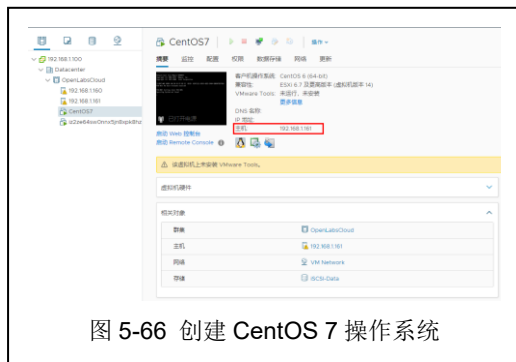 192.168.1.100
Datacenter
OpenLabsCloud
192.168.1.160
192.168.1.161
CentOS7
CentOS7
操作
摘要 监控 配置 权限 数据存储 网络 更新
客户机操作系统: CentOS 6 (64-bit)
兼容性: ESXi 6.7 及更高版本 (虚拟机版本 14)
VMware Tools: 未运行，未安装
更多信息
DNS 名称:
IP 地址:
主机: 192.168.1.161
已打开电源
启动 Web 控制台
启动 Remote Console
该虚拟机上未安装 VMware Tools。
虚拟机硬件
相关对象
群集 OpenLabsCloud
主机 192.168.1.161
网络 VM Network
存储 iSCSI-Data
图 5-66 创建 CentOS 7 操作系统